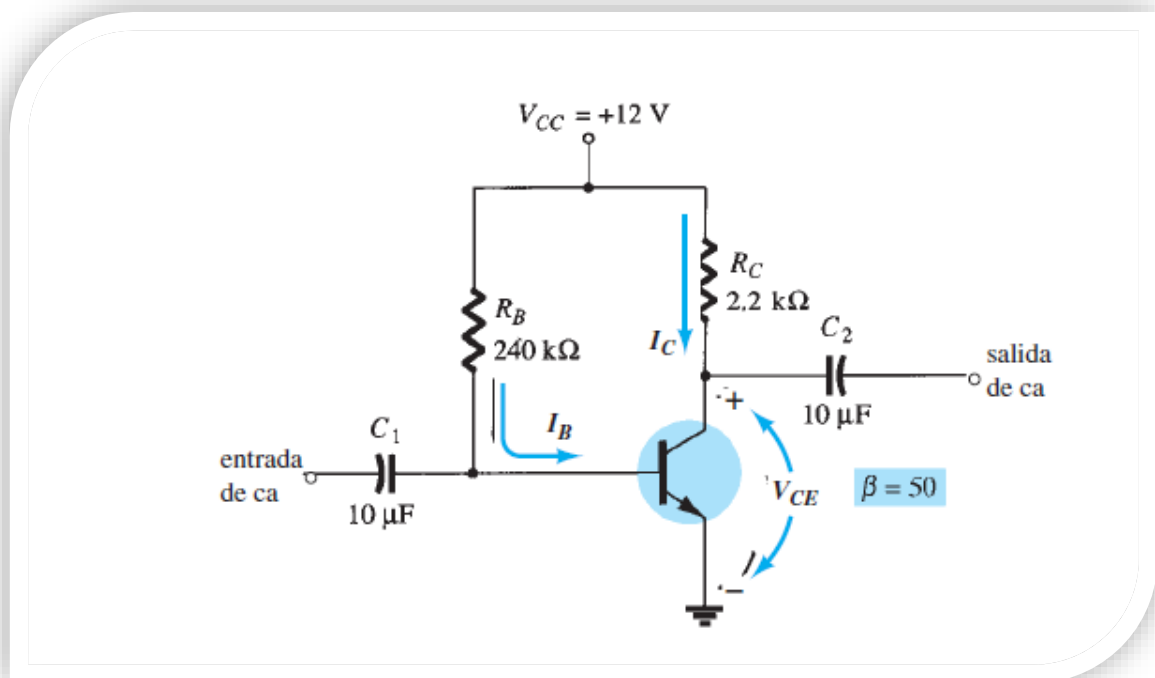 V_CC = +12 V
R_C
2,2 kΩ
R_B
240 kΩ
I_C
C_2
10 μF
salida
de ca
C_1
10 μF
entrada
de ca
I_B
+
V_CE
−
β = 50